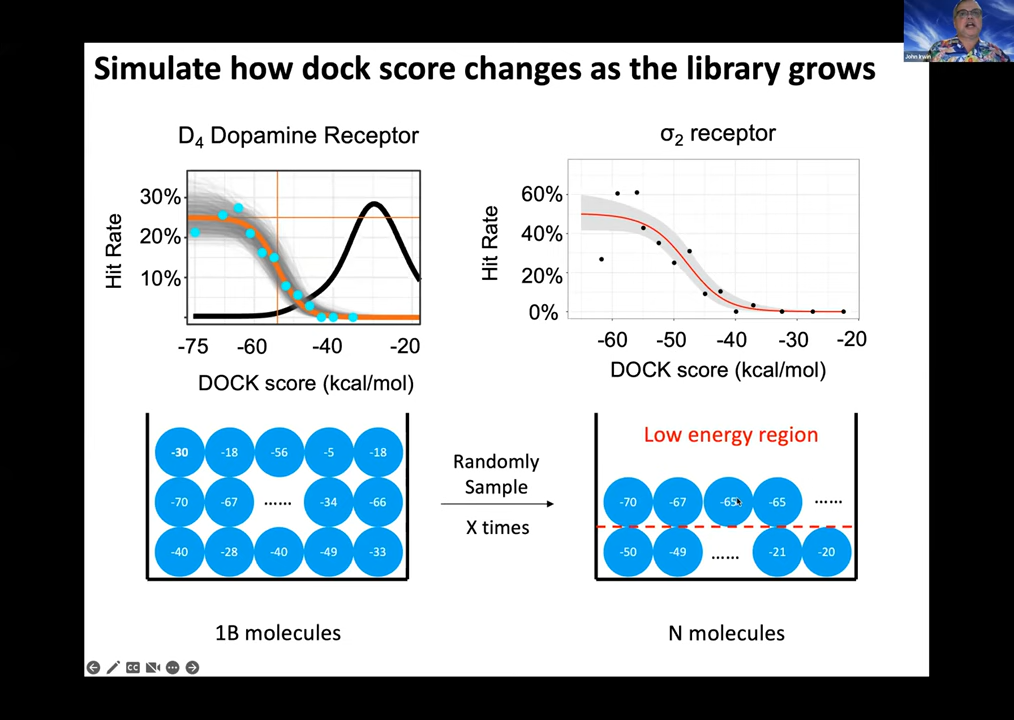 John Irwin
Simulate how dock score changes as the library grows
D4 Dopamine Receptor
σ2 receptor
Hit Rate
30%
20%
10%
-75 -60 -40 -20
DOCK score (kcal/mol)
Hit Rate
60%
40%
20%
0%
-60 -50 -40 -30 -20
DOCK score (kcal/mol)
-30 -18 -56 -5 -18
-70 -67 ...... -34 -66
-40 -28 -40 -49 -33
1B molecules
Randomly
Sample
X times
Low energy region
-70 -67 -65 -65 ......
-50 -49 ...... -21 -20
N molecules
CC